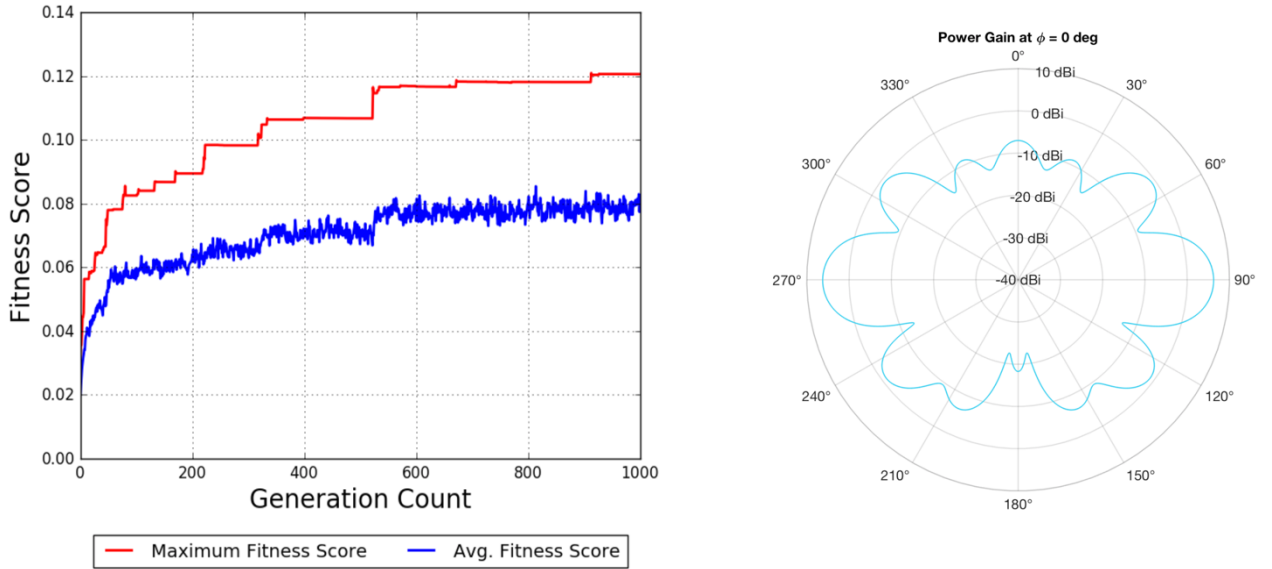 0.14
0.12
0.10
0.08
0.06
0.04
0.02
0.00
Fitness Score
0 200 400 600 800 1000
Generation Count
Maximum Fitness Score Avg. Fitness Score
Power Gain at ϕ = 0 deg
0°
10 dBi
330° 30°
0 dBi
-10 dBi
300° 60°
-20 dBi
-30 dBi
270° -40 dBi 90°
240° 120°
210° 150°
180°